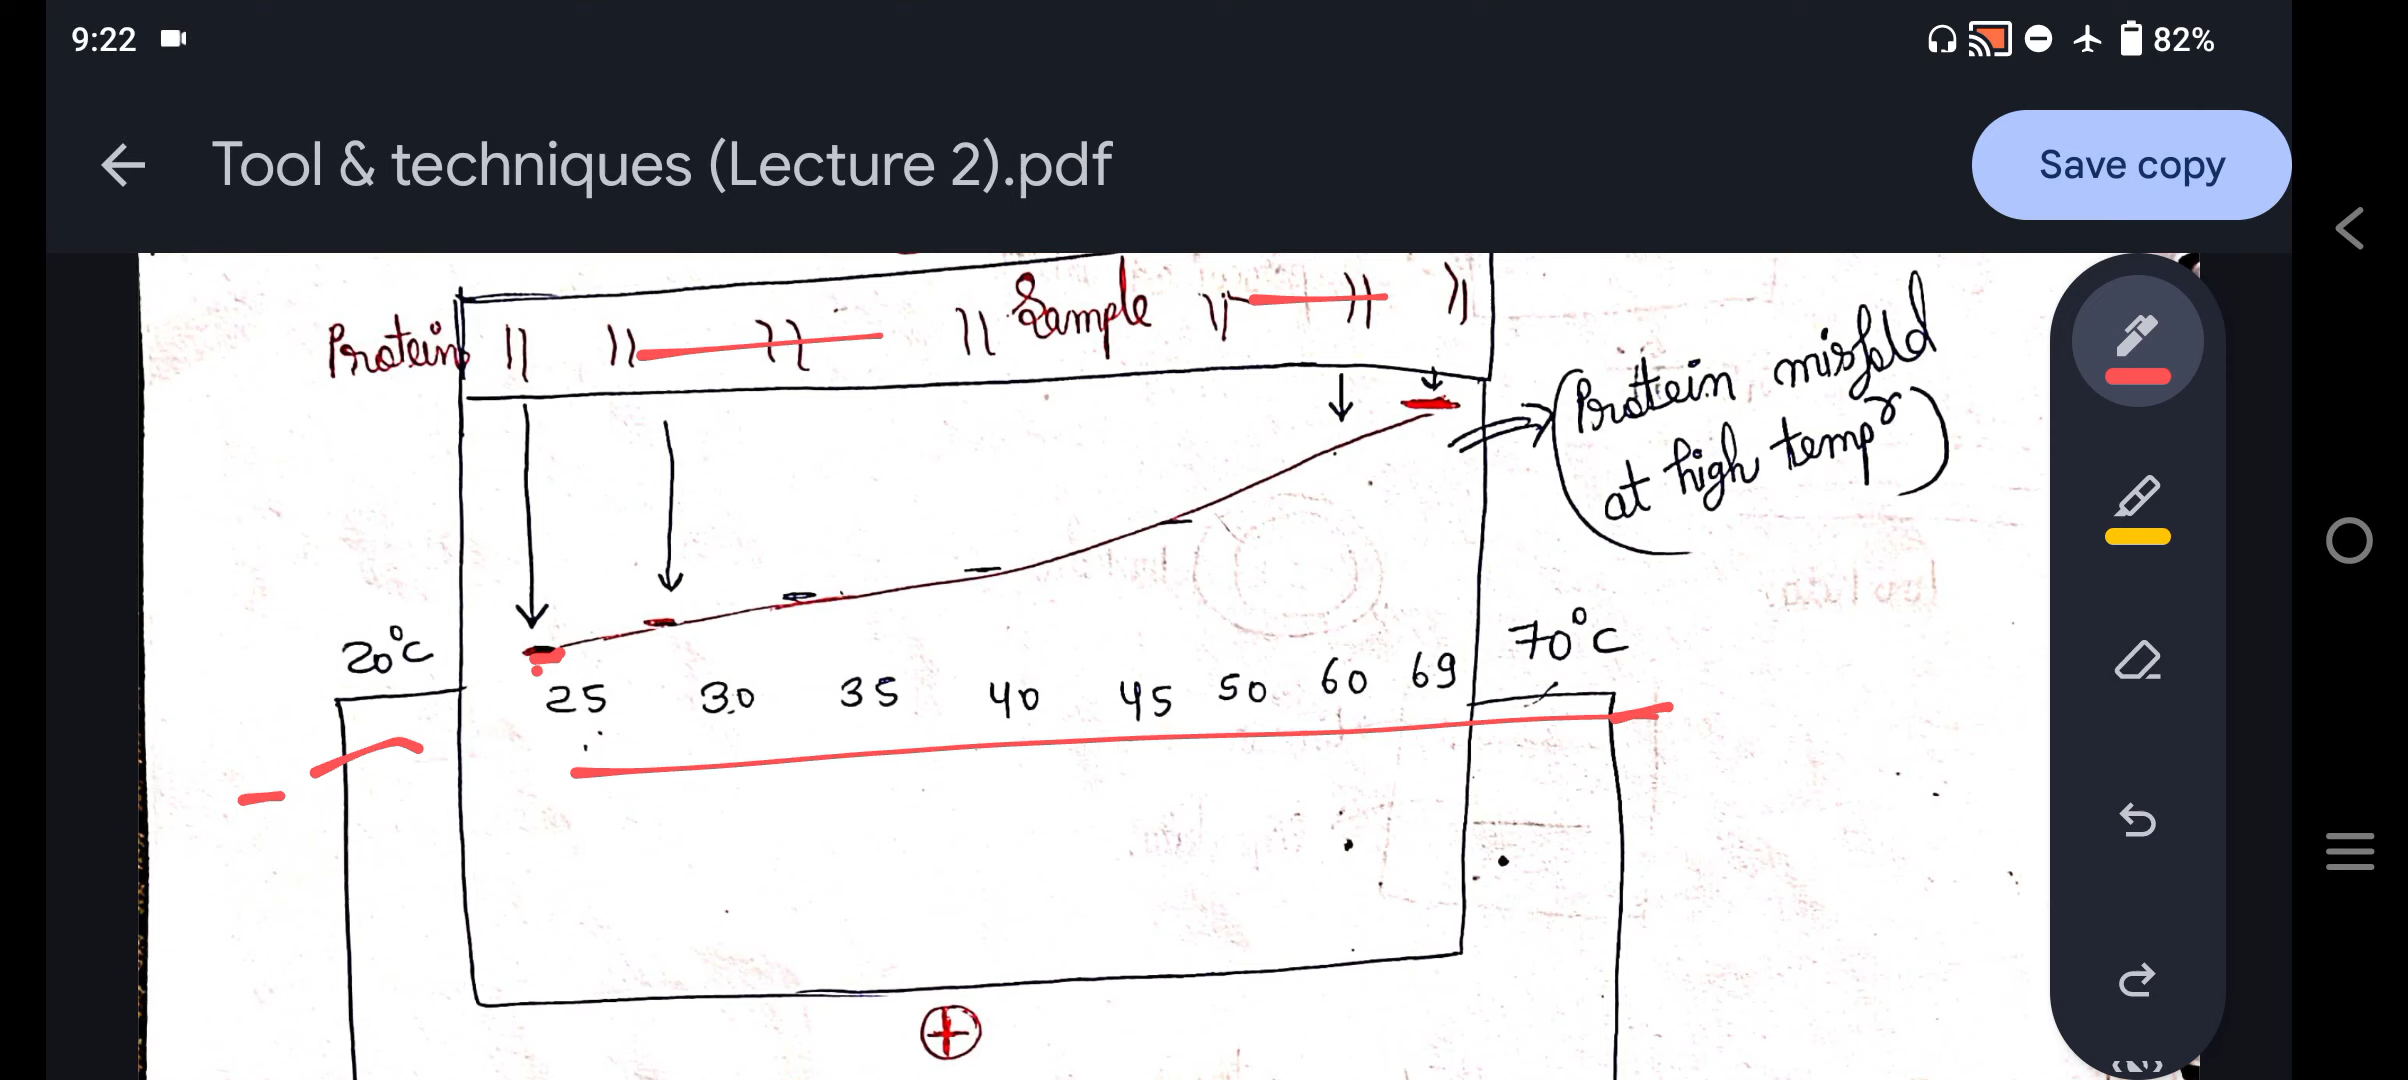 9:22
82%
Tool & techniques (Lecture 2).pdf
Save copy
Protein Sample
Protein misfold
at high tempr
20°C
70°C
25 30 35 40 45 50 60 69
+